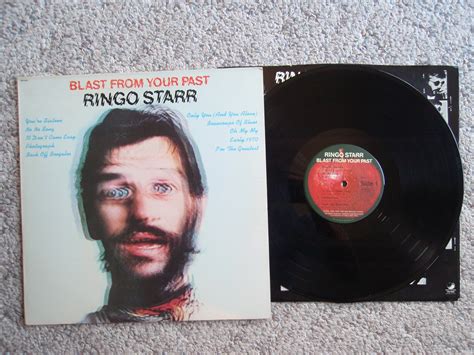 BLAST FROM YOUR PAST
RINGO STARR
You're Sixteen
No No Song
It Don't Come Easy
Photograph
Back Off Boogaloo
Only You (And You Alone)
Beaucoups Of Blues
Oh My My
Early 1970
I'm The Greatest
RINGO STARR
BLAST FROM YOUR PAST
RING